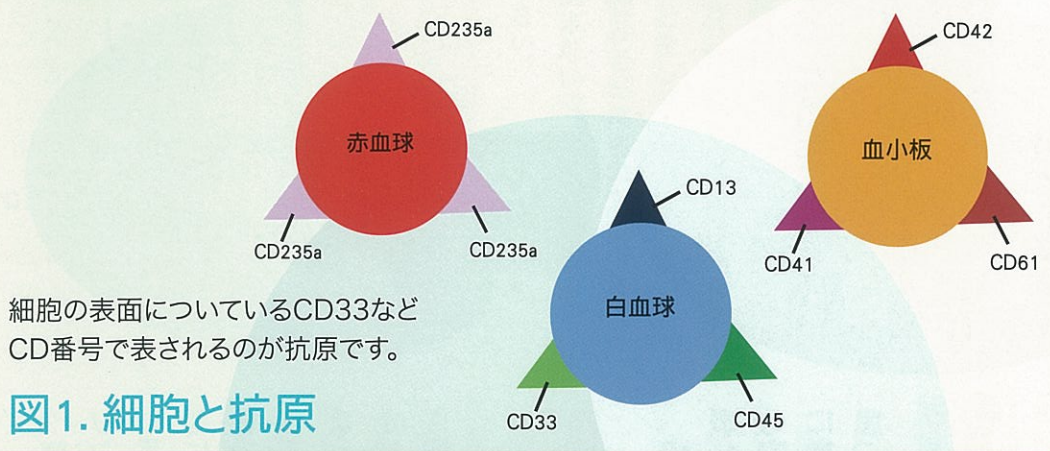 CD235a
赤血球
CD235a
CD235a
CD42
血小板
CD41
CD61
CD13
白血球
CD33
CD45
細胞の表面についているCD33など
CD番号で表されるのが抗原です。
図1. 細胞と抗原